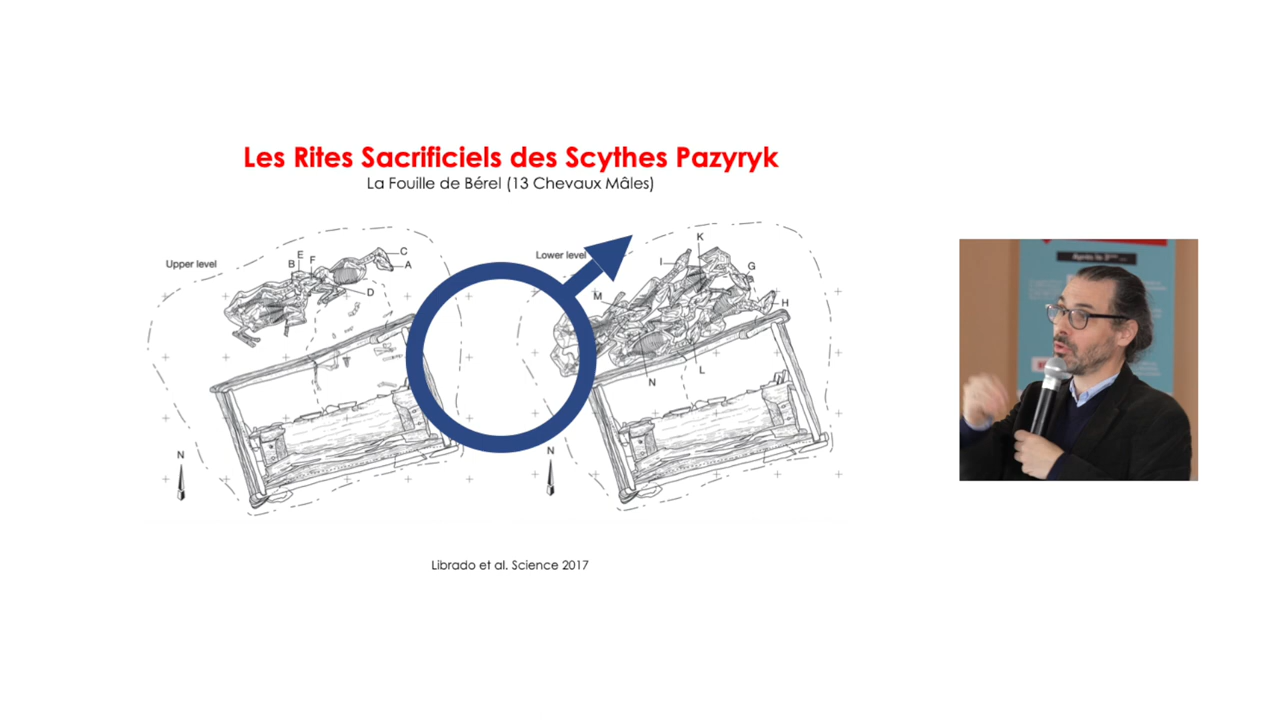 Les Rites Sacrificiels des Scythes Pazyryk
La Fouille de Bérel (13 Chevaux Mâles)
Upper level
E
B
F
C
A
D
N
Lower level
K
I
G
M
H
L
N
N
Librado et al. Science 2017